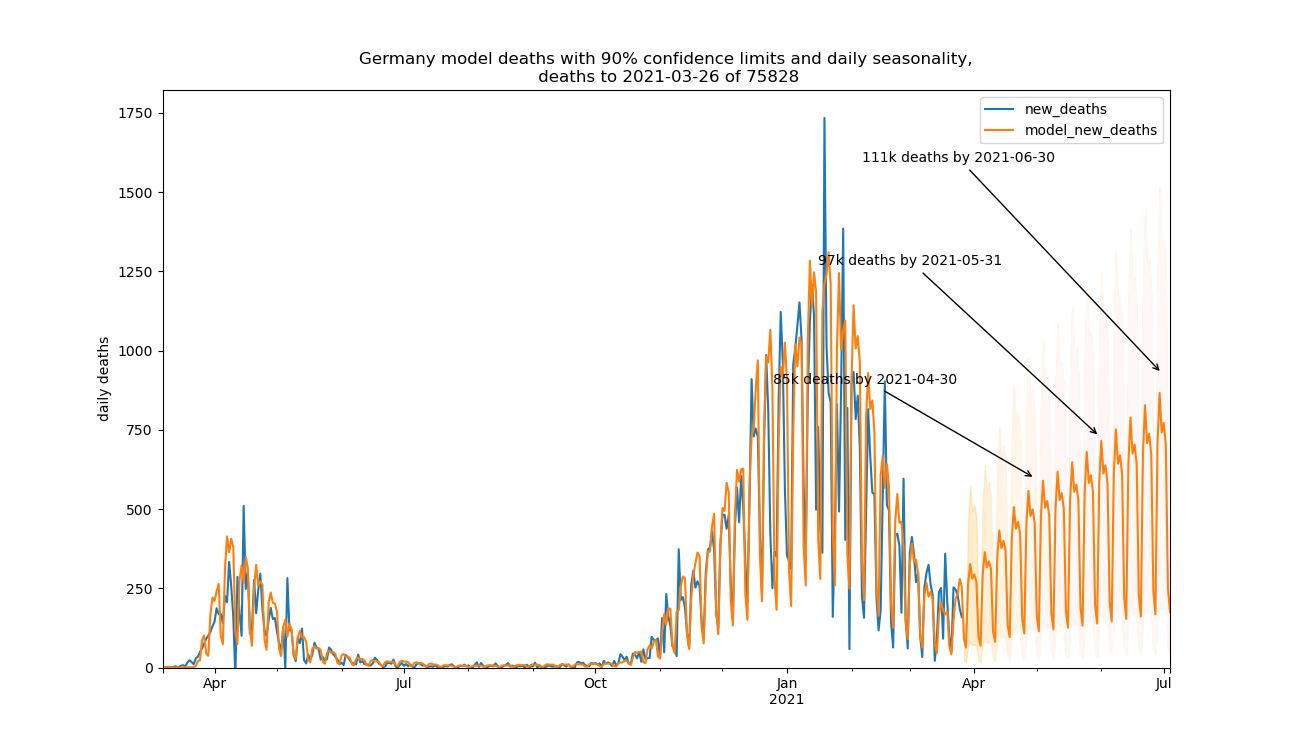 Germany model deaths with 90% confidence limits and daily seasonality,
deaths to 2021-03-26 of 75828
new_deaths
model_new_deaths
111k deaths by 2021-06-30
97k deaths by 2021-05-31
85k deaths by 2021-04-30
daily deaths
1750
1500
1250
1000
750
500
250
0
Apr
Jul
Oct
Jan
2021
Apr
Jul